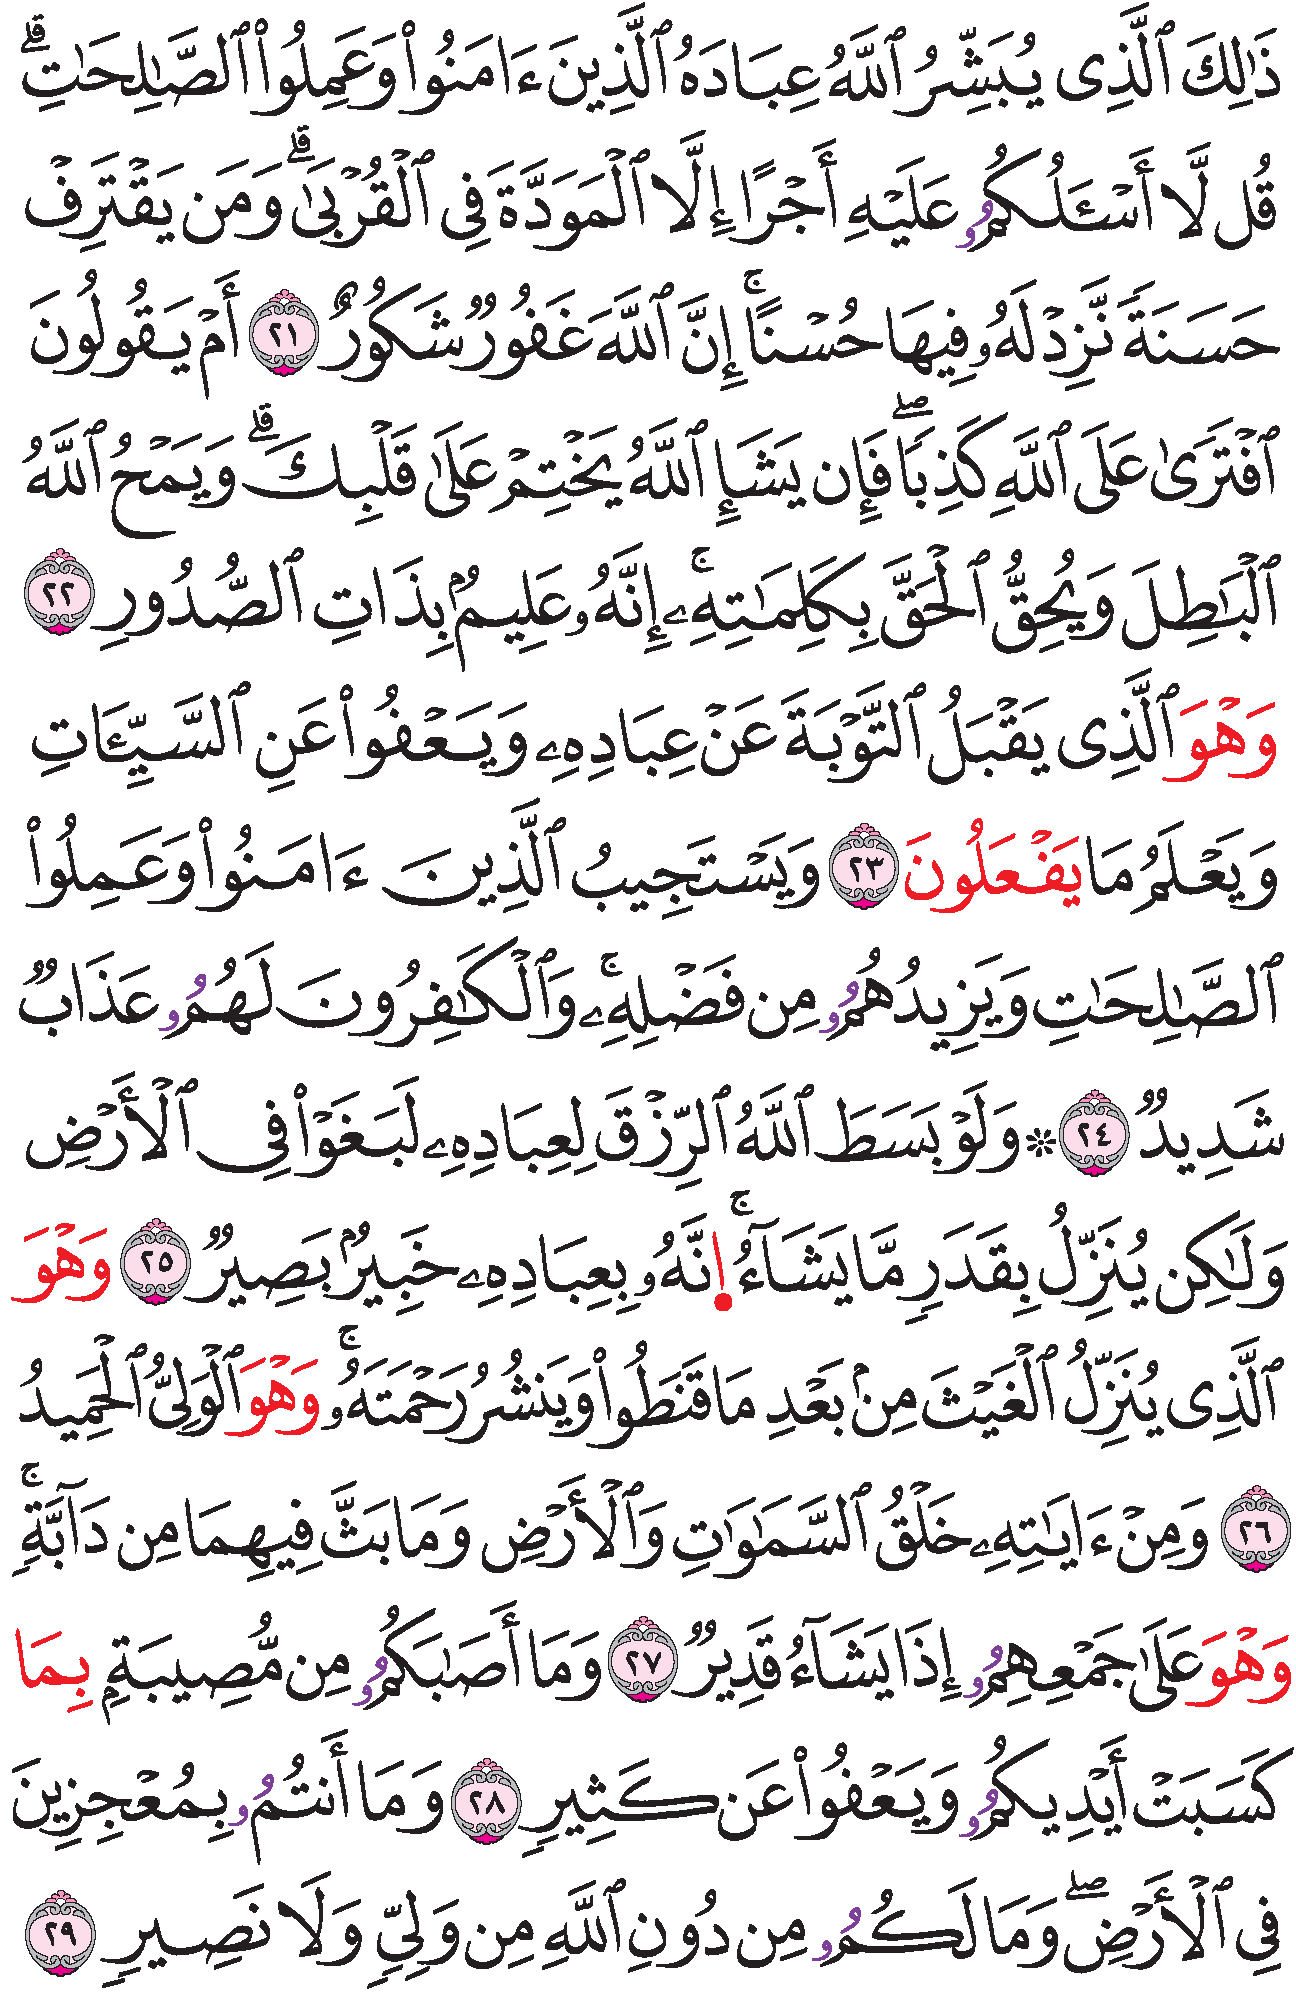 ذَٰلِكَ ٱلَّذِى يُبَشِّرُ ٱللَّهُ عِبَادَهُ ٱلَّذِينَ ءَامَنُوا۟ وَعَمِلُوا۟ ٱلصَّـٰلِحَـٰتِ ۗ
قُل لَّا أَسْـَٔلُكُمُۥ عَلَيْهِ أَجْرًا إِلَّا ٱلْمَوَدَّةَ فِى ٱلْقُرْبَىٰ ۗ وَمَن يَقْتَرِفْ
حَسَنَةً نَّزِدْ لَهُۥ فِيهَا حُسْنًا ۚ إِنَّ ٱللَّهَ غَفُورٌ شَكُورٌ ٢١ أَمْ يَقُولُونَ
ٱفْتَرَىٰ عَلَى ٱللَّهِ كَذِبًا ۖ فَإِن يَشَإِ ٱللَّهُ يَخْتِمْ عَلَىٰ قَلْبِكَ ۗ وَيَمْحُ ٱللَّهُ
ٱلْبَـٰطِلَ وَيُحِقُّ ٱلْحَقَّ بِكَلِمَـٰتِهِۦ ۚ إِنَّهُۥ عَلِيمٌۢ بِذَاتِ ٱلصُّدُورِ ٢٢
وَهْوَ ٱلَّذِى يَقْبَلُ ٱلتَّوْبَةَ عَنْ عِبَادِهِۦ وَيَعْفُوا۟ عَنِ ٱلسَّيِّـَٔاتِ
وَيَعْلَمُ مَا يَفْعَلُونَ ٢٣ وَيَسْتَجِيبُ ٱلَّذِينَ ءَامَنُوا۟ وَعَمِلُوا۟
ٱلصَّـٰلِحَـٰتِ وَيَزِيدُهُمُۥ مِن فَضْلِهِۦ ۚ وَٱلْكَـٰفِرُونَ لَهُمُۥ عَذَابٌ
شَدِيدٌ ٢٤ ۞ وَلَوْ بَسَطَ ٱللَّهُ ٱلرِّزْقَ لِعِبَادِهِۦ لَبَغَوْا۟ فِى ٱلْأَرْضِ
وَلَـٰكِن يُنَزِّلُ بِقَدَرٍ مَّا يَشَآءُ ۚ ٱنَّهُۥ بِعِبَادِهِۦ خَبِيرٌۢ بَصِيرٌ ٢٥ وَهْوَ
ٱلَّذِى يُنَزِّلُ ٱلْغَيْثَ مِنۢ بَعْدِ مَا قَنَطُوا۟ وَيَنشُرُ رَحْمَتَهُۥ ۚ وَهْوَ ٱلْوَلِىُّ ٱلْحَمِيدُ
٢٦ وَمِنْ ءَايَـٰتِهِۦ خَلْقُ ٱلسَّمَـٰوَٰتِ وَٱلْأَرْضِ وَمَا بَثَّ فِيهِمَا مِن دَآبَّةٍ ۚ
وَهْوَ عَلَىٰ جَمْعِهِمُۥ إِذَا يَشَآءُ قَدِيرٌ ٢٧ وَمَا أَصَـٰبَكُمُۥ مِن مُّصِيبَةٍۭ بِمَا
كَسَبَتْ أَيْدِيكُمُۥ وَيَعْفُوا۟ عَن كَثِيرٍ ٢٨ وَمَا أَنتُمُۥ بِمُعْجِزِينَ
فِى ٱلْأَرْضِ ۖ وَمَا لَكُمُۥ مِن دُونِ ٱللَّهِ مِن وَلِىٍّ وَلَا نَصِيرٍ ٢٩